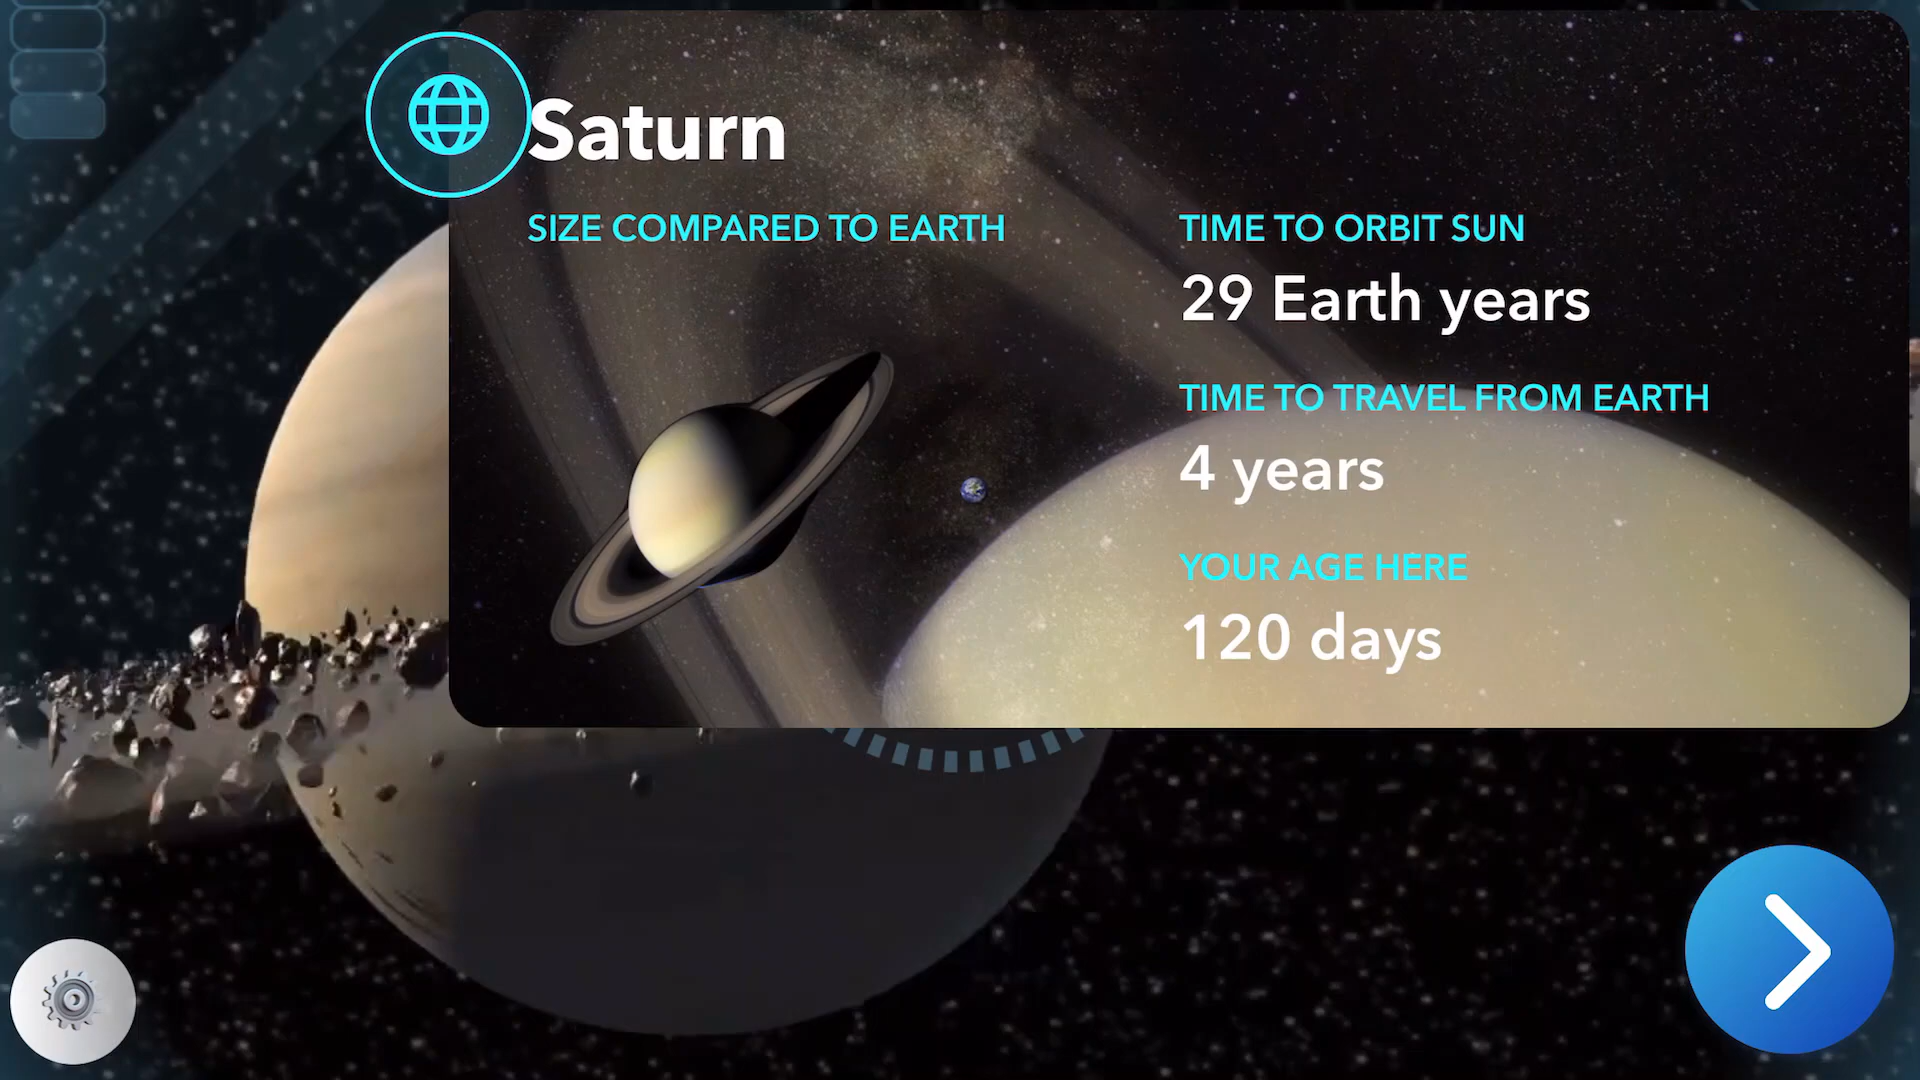 Saturn
SIZE COMPARED TO EARTH
TIME TO ORBIT SUN
29 Earth years
TIME TO TRAVEL FROM EARTH
4 years
YOUR AGE HERE
120 days